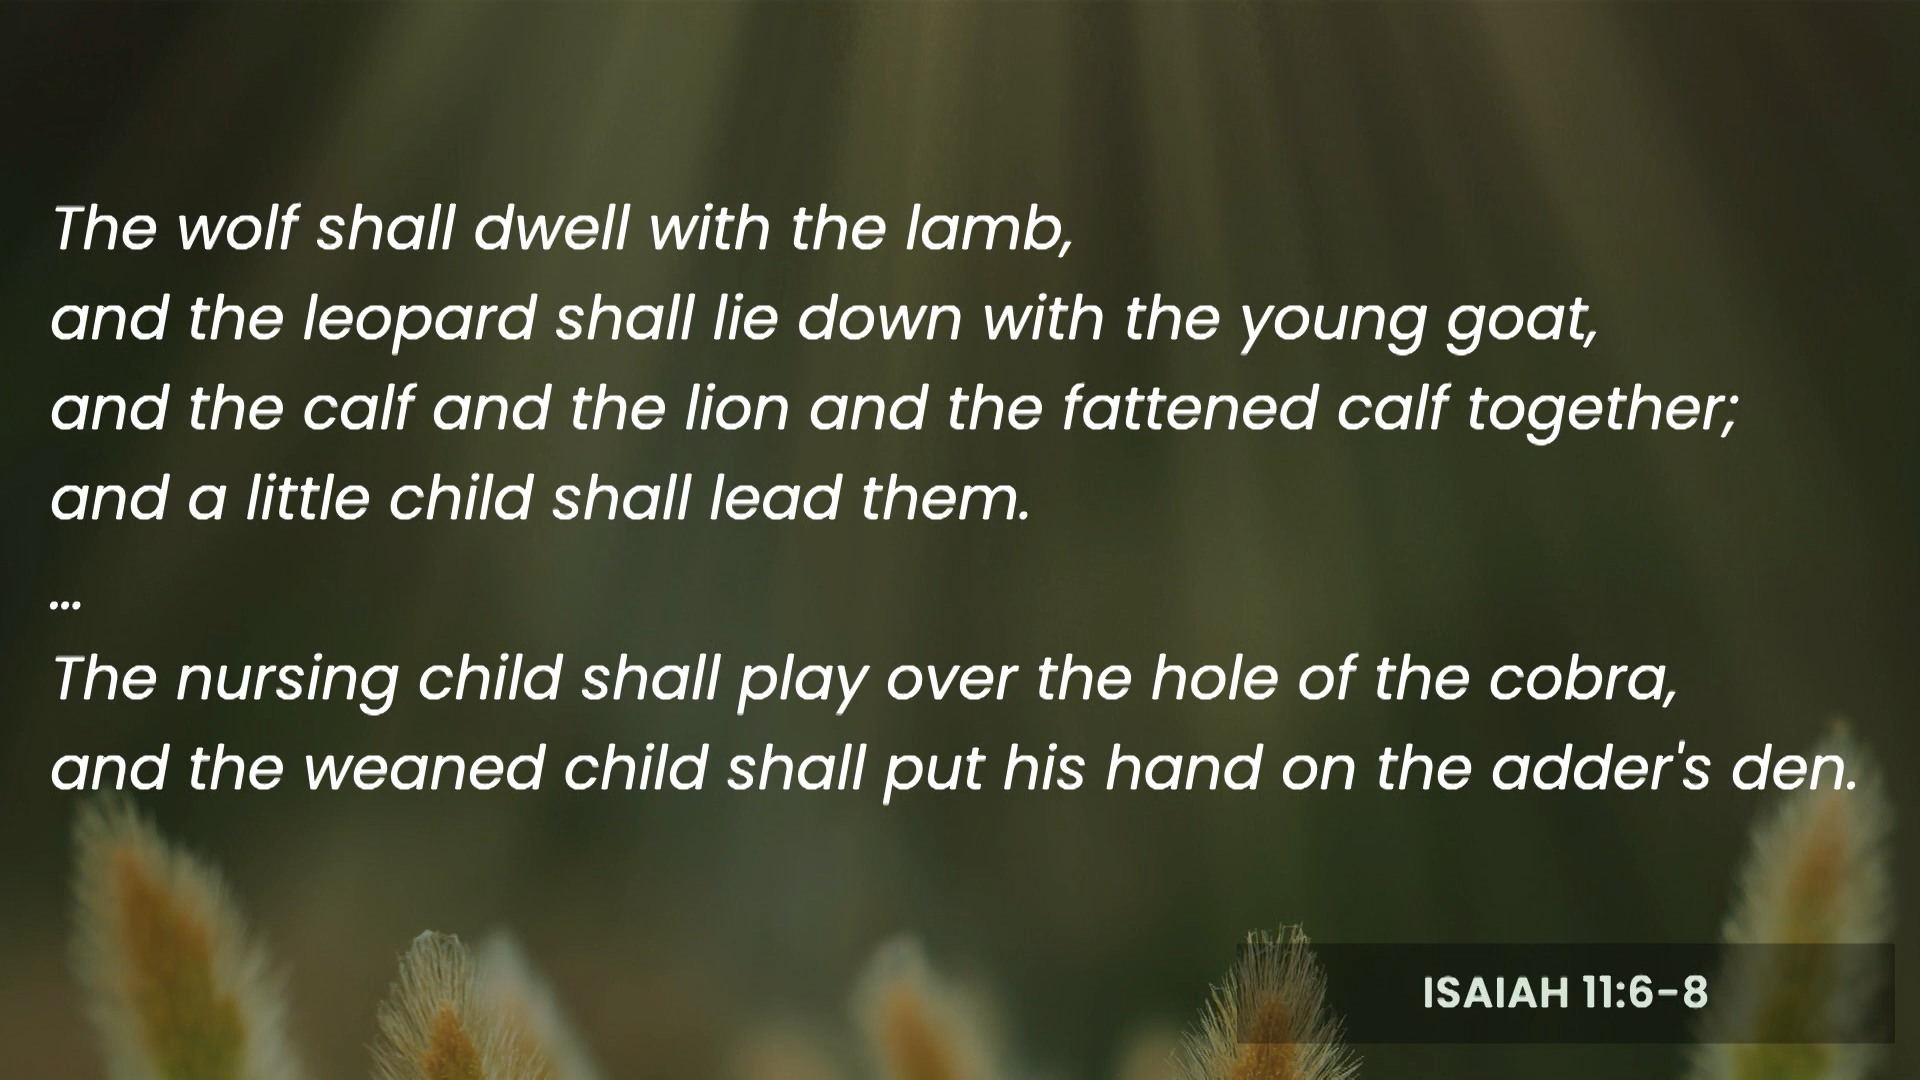 The wolf shall dwell with the lamb,
and the leopard shall lie down with the young goat,
and the calf and the lion and the fattened calf together;
and a little child shall lead them.
...
The nursing child shall play over the hole of the cobra,
and the weaned child shall put his hand on the adder's den.
ISAIAH 11:6-8